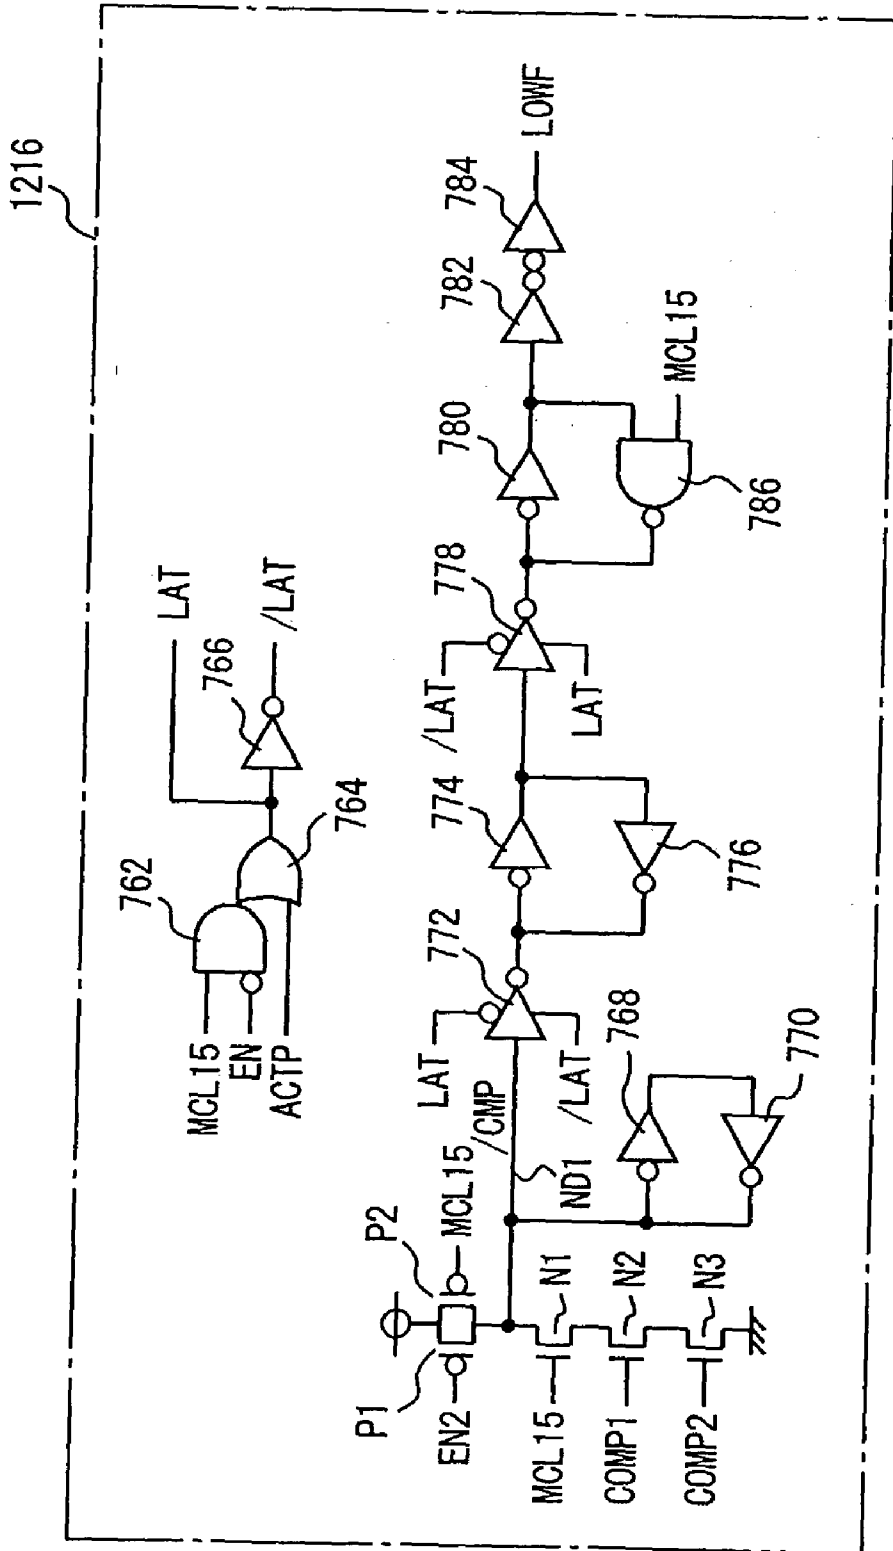 1216
762
MCL15
EN
ACTP
764
766
LAT
/LAT
P1
P2
EN2
MCL15
/CMP
ND1
MCL15
N1
COMP1
N2
COMP2
N3
768
770
LAT
772
/LAT
774
776
/LAT
778
LAT
780
786
MCL15
782
784
LOWF